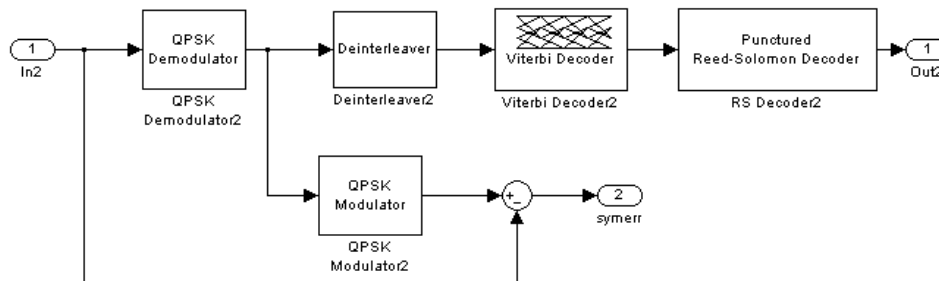 1
In2
QPSK
Demodulator
QPSK
Demodulator2
Deinterleaver
Deinterleaver2
Viterbi Decoder
Viterbi Decoder2
Punctured
Reed-Solomon Decoder
RS Decoder2
1
Out2
QPSK
Modulator
QPSK
Modulator2
+
−
2
symerr